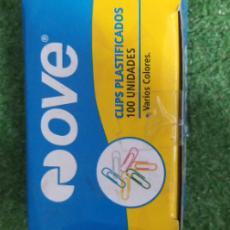 ove®
CLIPS PLASTIFICADOS
100 UNIDADES
• Varios Colores.